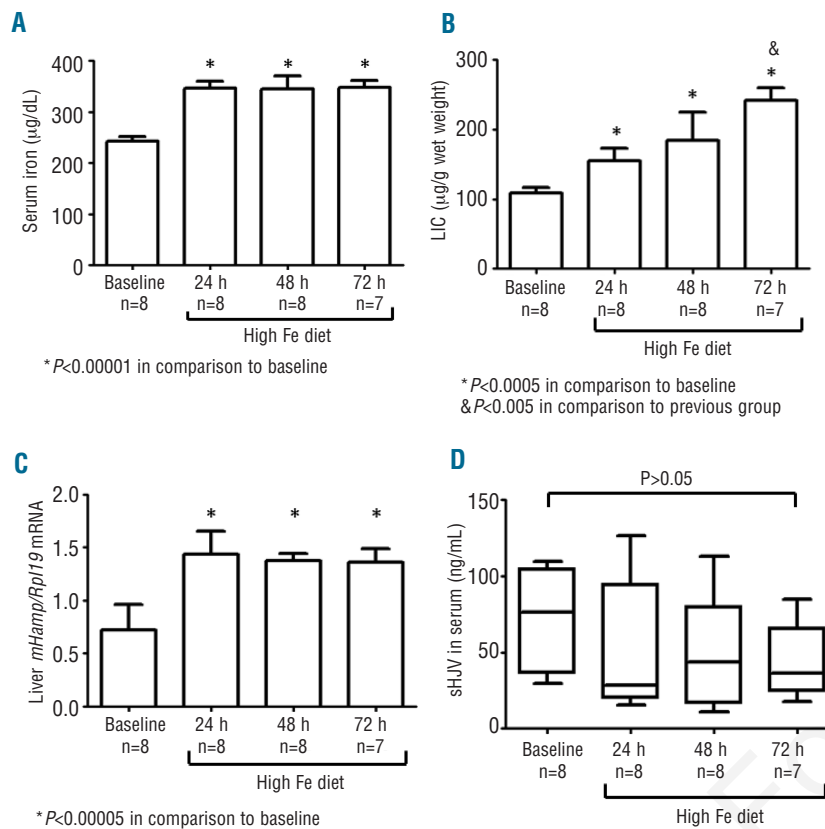 A
Serum iron (μg/dL)
400
300
200
100
0
* * *
Baseline 24 h 48 h 72 h
n=8 n=8 n=8 n=7
High Fe diet
*P<0.00001 in comparison to baseline
B
LIC (μg/g wet weight)
300
200
100
0
&
* * *
Baseline 24 h 48 h 72 h
n=8 n=8 n=8 n=7
High Fe diet
*P<0.0005 in comparison to baseline
&P<0.005 in comparison to previous group
C
Liver mHamp/Rpl19 mRNA
2.0
1.5
1.0
0.5
0.0
* * *
Baseline 24 h 48 h 72 h
n=8 n=8 n=8 n=7
High Fe diet
*P<0.00005 in comparison to baseline
D
P>0.05
sHJV in serum (ng/mL)
150
100
50
0
Baseline 24 h 48 h 72 h
n=8 n=8 n=8 n=7
High Fe diet